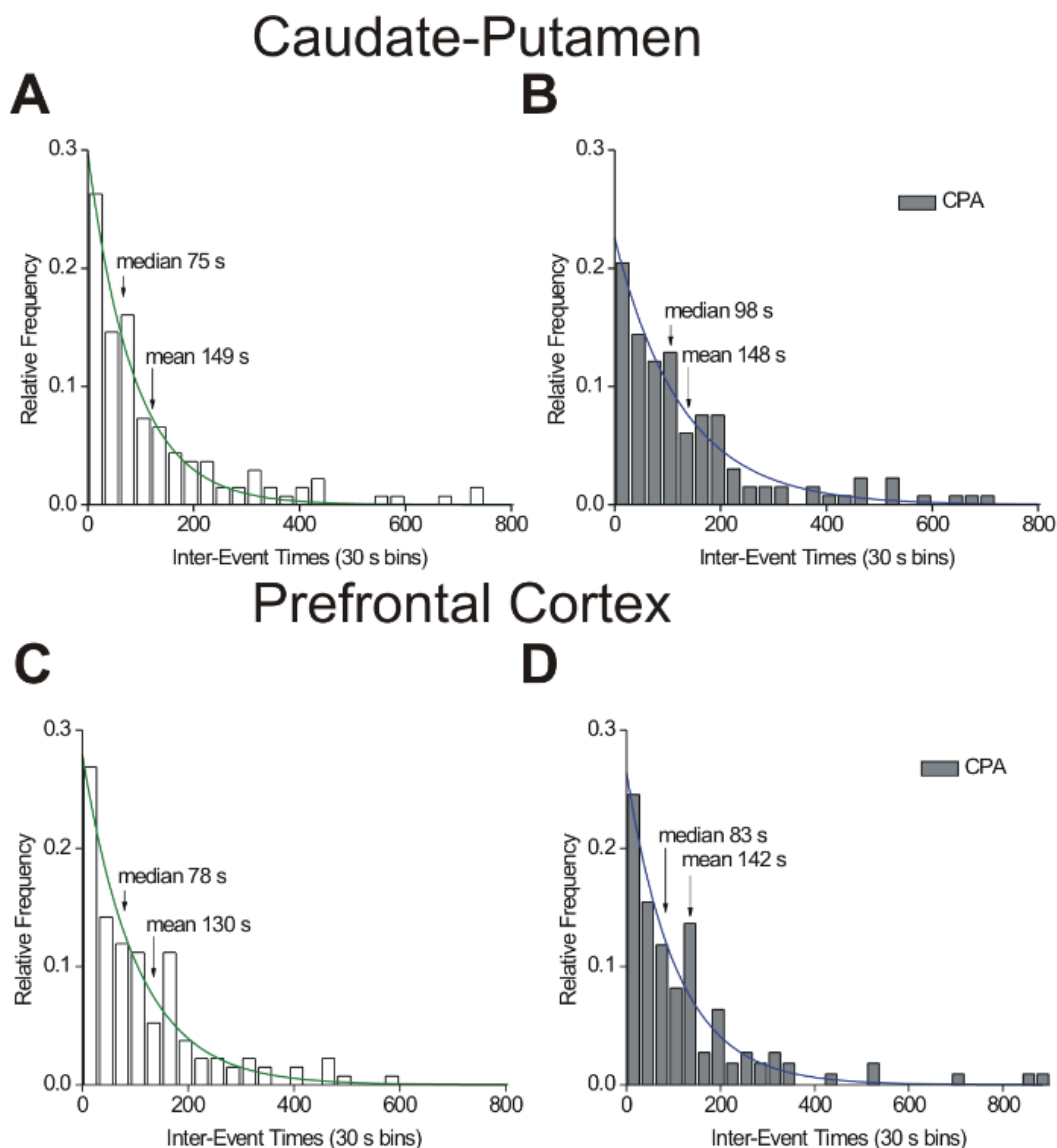 Caudate-Putamen
A
B
0.3
0.2
0.1
0.0
Relative Frequency
median 75 s
mean 149 s
0 200 400 600 800
Inter-Event Times (30 s bins)
0.3
0.2
0.1
0.0
Relative Frequency
CPA
median 98 s
mean 148 s
0 200 400 600 800
Inter-Event Times (30 s bins)
Prefrontal Cortex
C
D
0.3
0.2
0.1
0.0
Relative Frequency
median 78 s
mean 130 s
0 200 400 600 800
Inter-Event Times (30 s bins)
0.3
0.2
0.1
0.0
Relative Frequency
CPA
median 83 s
mean 142 s
0 200 400 600 800
Inter-Event Times (30 s bins)